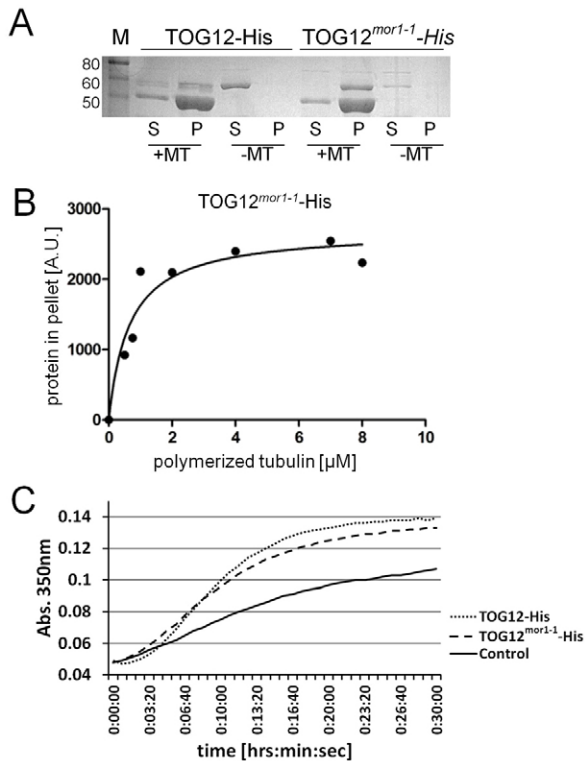 A
M TOG12-His TOG12mor1-1-His
80
60
50
S P S P S P S P
+MT -MT +MT -MT
B
TOG12mor1-1-His
protein in pellet [A.U.]
3000
2000
1000
0
0 2 4 6 8 10
polymerized tubulin [µM]
C
Abs. 350nm
0.14
0.12
0.1
0.08
0.06
0.04
0:00:00 0:03:20 0:06:40 0:10:00 0:13:20 0:16:40 0:20:00 0:23:20 0:26:40 0:30:00
time [hrs:min:sec]
TOG12-His
TOG12mor1-1-His
Control